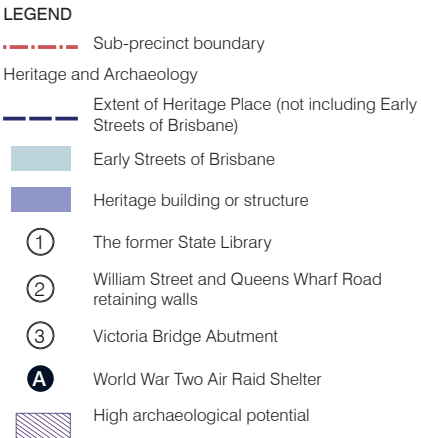 LEGEND
Sub-precinct boundary
Heritage and Archaeology
Extent of Heritage Place (not including Early
Streets of Brisbane)
Early Streets of Brisbane
Heritage building or structure
1 The former State Library
2 William Street and Queens Wharf Road
retaining walls
3 Victoria Bridge Abutment
A World War Two Air Raid Shelter
High archaeological potential